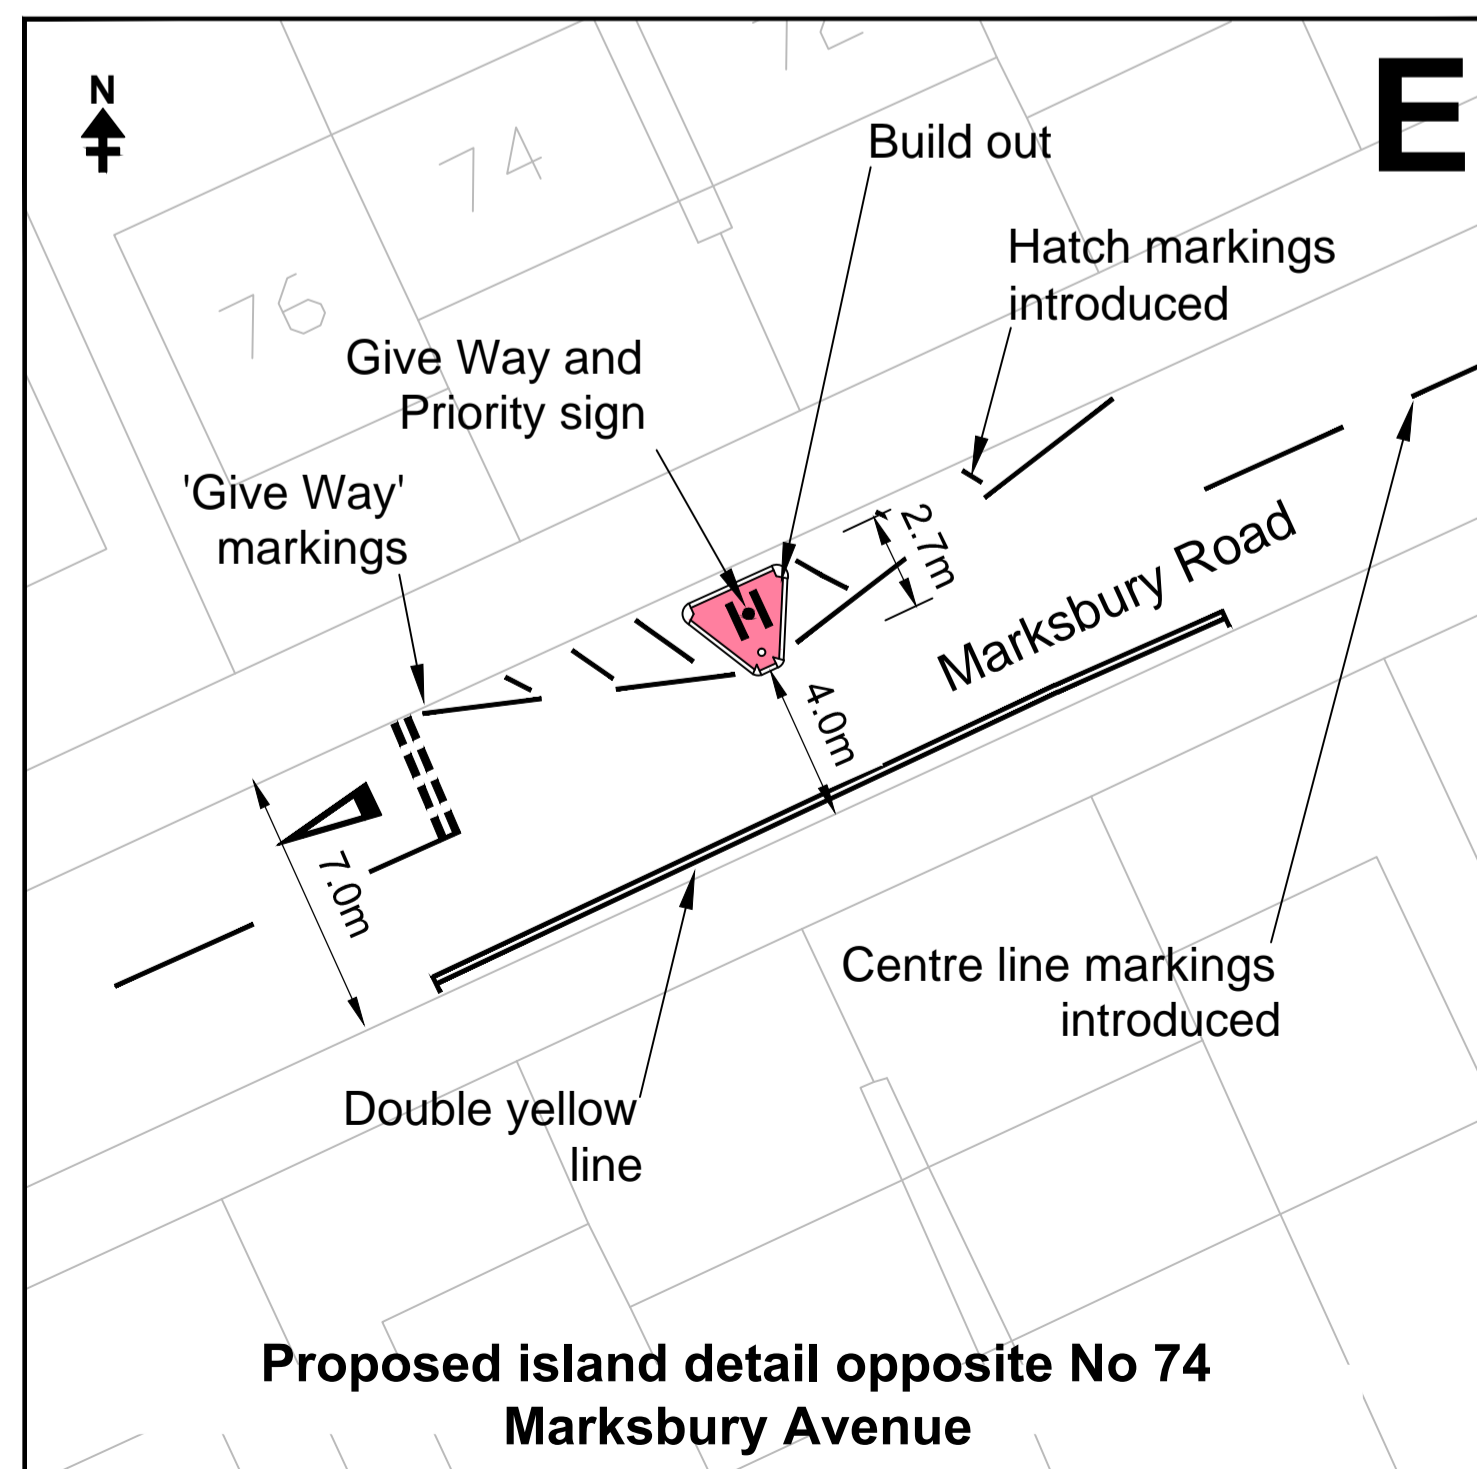 N
E
74
76
Build out
Hatch markings
introduced
Give Way and
Priority sign
'Give Way'
markings
2.7m
Marksbury Road
4.0m
7.0m
Centre line markings
introduced
Double yellow
line
Proposed island detail opposite No 74
Marksbury Avenue